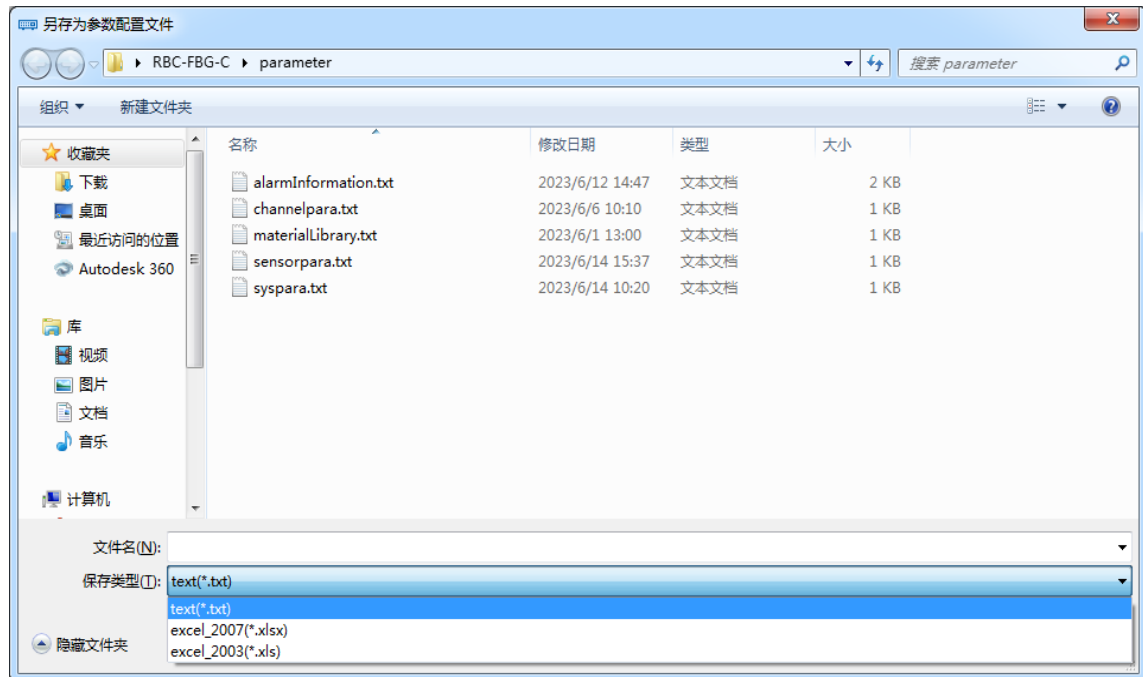 另存为参数配置文件
RBC-FBG-C parameter 搜索 parameter
组织 新建文件夹
名称 修改日期 类型 大小
收藏夹
下载
桌面
最近访问的位置
Autodesk 360
库
视频
图片
文档
音乐
计算机
alarmInformation.txt 2023/6/12 14:47 文本文档 2 KB
channelpara.txt 2023/6/6 10:10 文本文档 1 KB
materialLibrary.txt 2023/6/1 13:00 文本文档 1 KB
sensorpara.txt 2023/6/14 15:37 文本文档 1 KB
syspara.txt 2023/6/14 10:20 文本文档 1 KB
文件名(N):
保存类型(T): text(*.txt)
text(*.txt)
excel_2007(*.xlsx)
excel_2003(*.xls)
隐藏文件夹